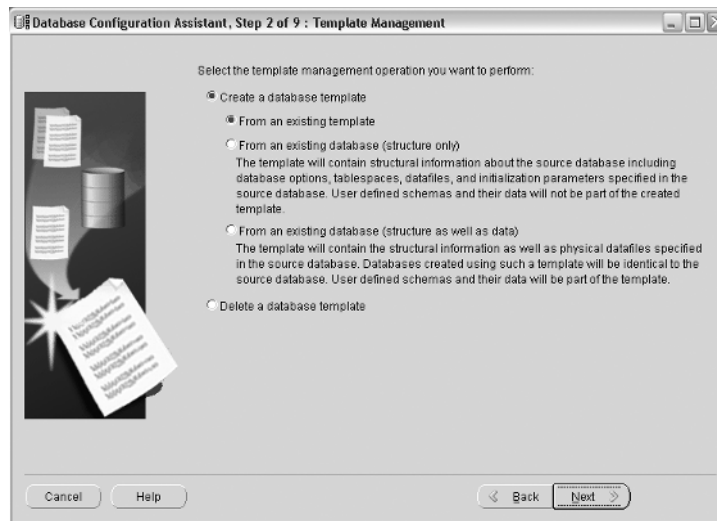 Database Configuration Assistant, Step 2 of 9 : Template Management
Select the template management operation you want to perform:
Create a database template
From an existing template
From an existing database (structure only)
The template will contain structural information about the source database including
database options, tablespaces, datafiles, and initialization parameters specified in the
source database. User defined schemas and their data will not be part of the created
template.
From an existing database (structure as well as data)
The template will contain the structural information as well as physical datafiles specified
in the source database. Databases created using such a template will be identical to the
source database. User defined schemas and their data will be part of the template.
Delete a database template
Cancel Help Back Next